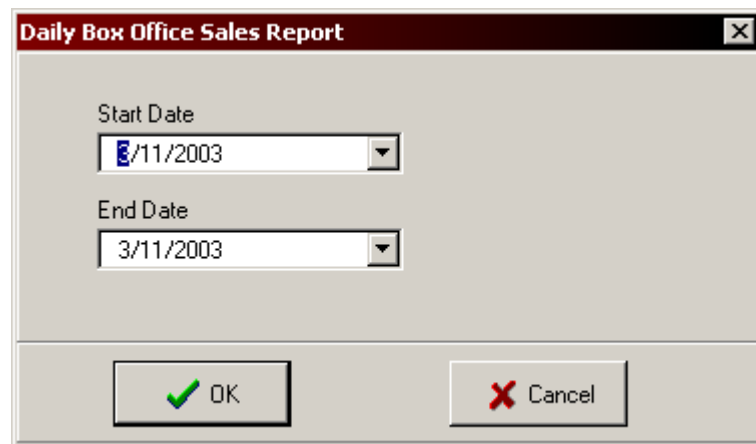 Daily Box Office Sales Report
Start Date
3/11/2003
End Date
3/11/2003
OK
Cancel